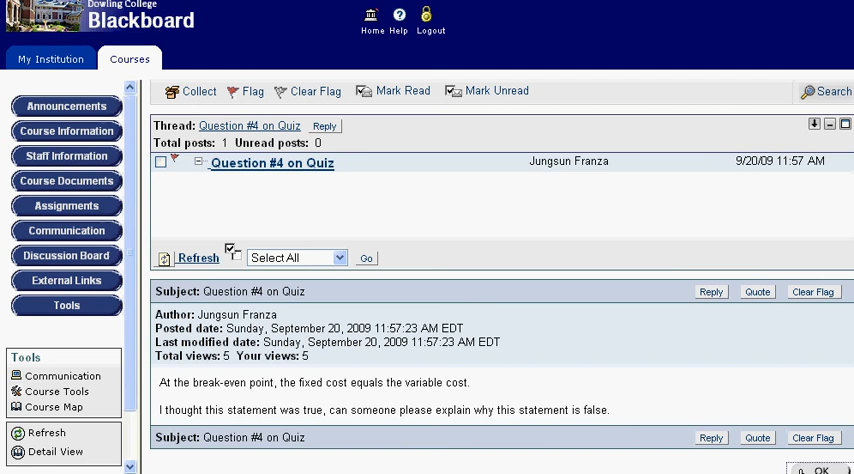 Dowling College
Blackboard
Home Help Logout
My Institution Courses
Announcements
Course Information
Staff Information
Course Documents
Assignments
Communication
Discussion Board
External Links
Tools
Tools
Communication
Course Tools
Course Map
Refresh
Detail View
Collect Flag Clear Flag Mark Read Mark Unread Search
Thread: Question #4 on Quiz Reply
Total posts: 1 Unread posts: 0
Question #4 on Quiz Jungsun Franza 9/20/09 11:57 AM
Refresh Select All Go
Subject: Question #4 on Quiz Reply Quote Clear Flag
Author: Jungsun Franza
Posted date: Sunday, September 20, 2009 11:57:23 AM EDT
Last modified date: Sunday, September 20, 2009 11:57:23 AM EDT
Total views: 5 Your views: 5
At the break-even point, the fixed cost equals the variable cost.
I thought this statement was true, can someone please explain why this statement is false.
Subject: Question #4 on Quiz Reply Quote Clear Flag
OK